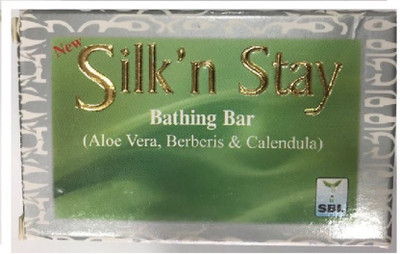 New
Silk'n Stay
Bathing Bar
(Aloe Vera, Berberis & Calendula)
SBL